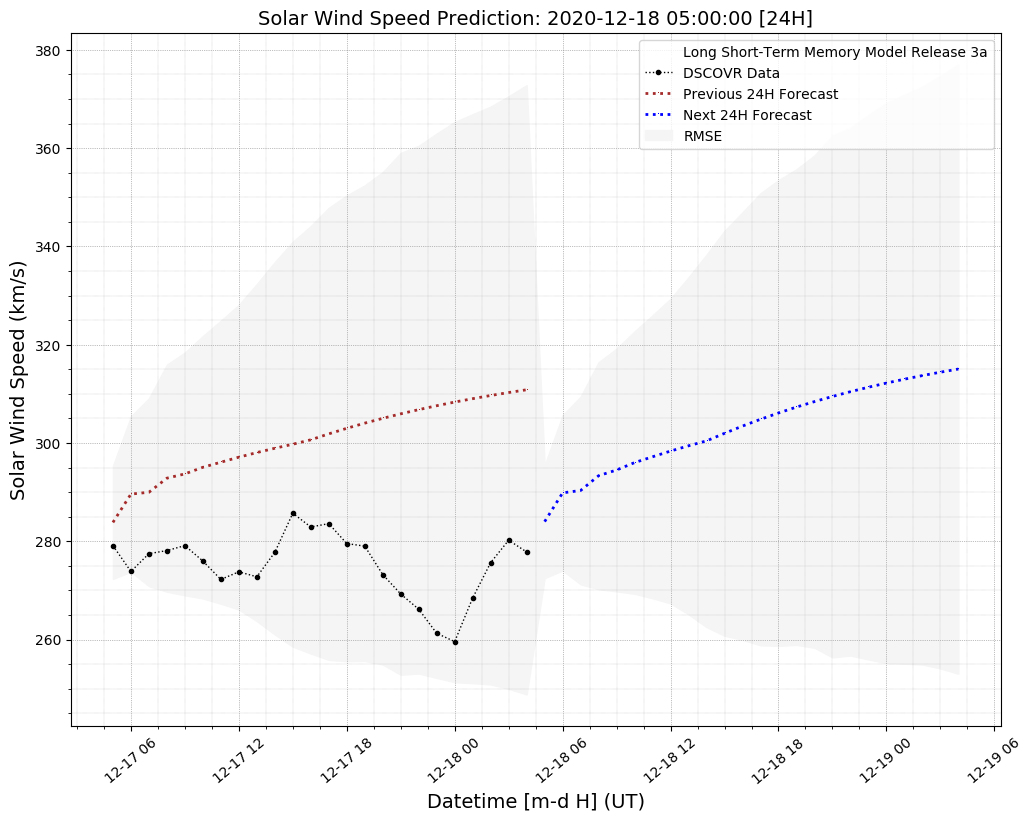 Solar Wind Speed Prediction: 2020-12-18 05:00:00 [24H]
Long Short-Term Memory Model Release 3a
DSCOVR Data
Previous 24H Forecast
Next 24H Forecast
RMSE
Solar Wind Speed (km/s)
380
360
340
320
300
280
260
12-17 06
12-17 12
12-17 18
12-18 00
12-18 06
12-18 12
12-18 18
12-19 00
12-19 06
Datetime [m-d H] (UT)